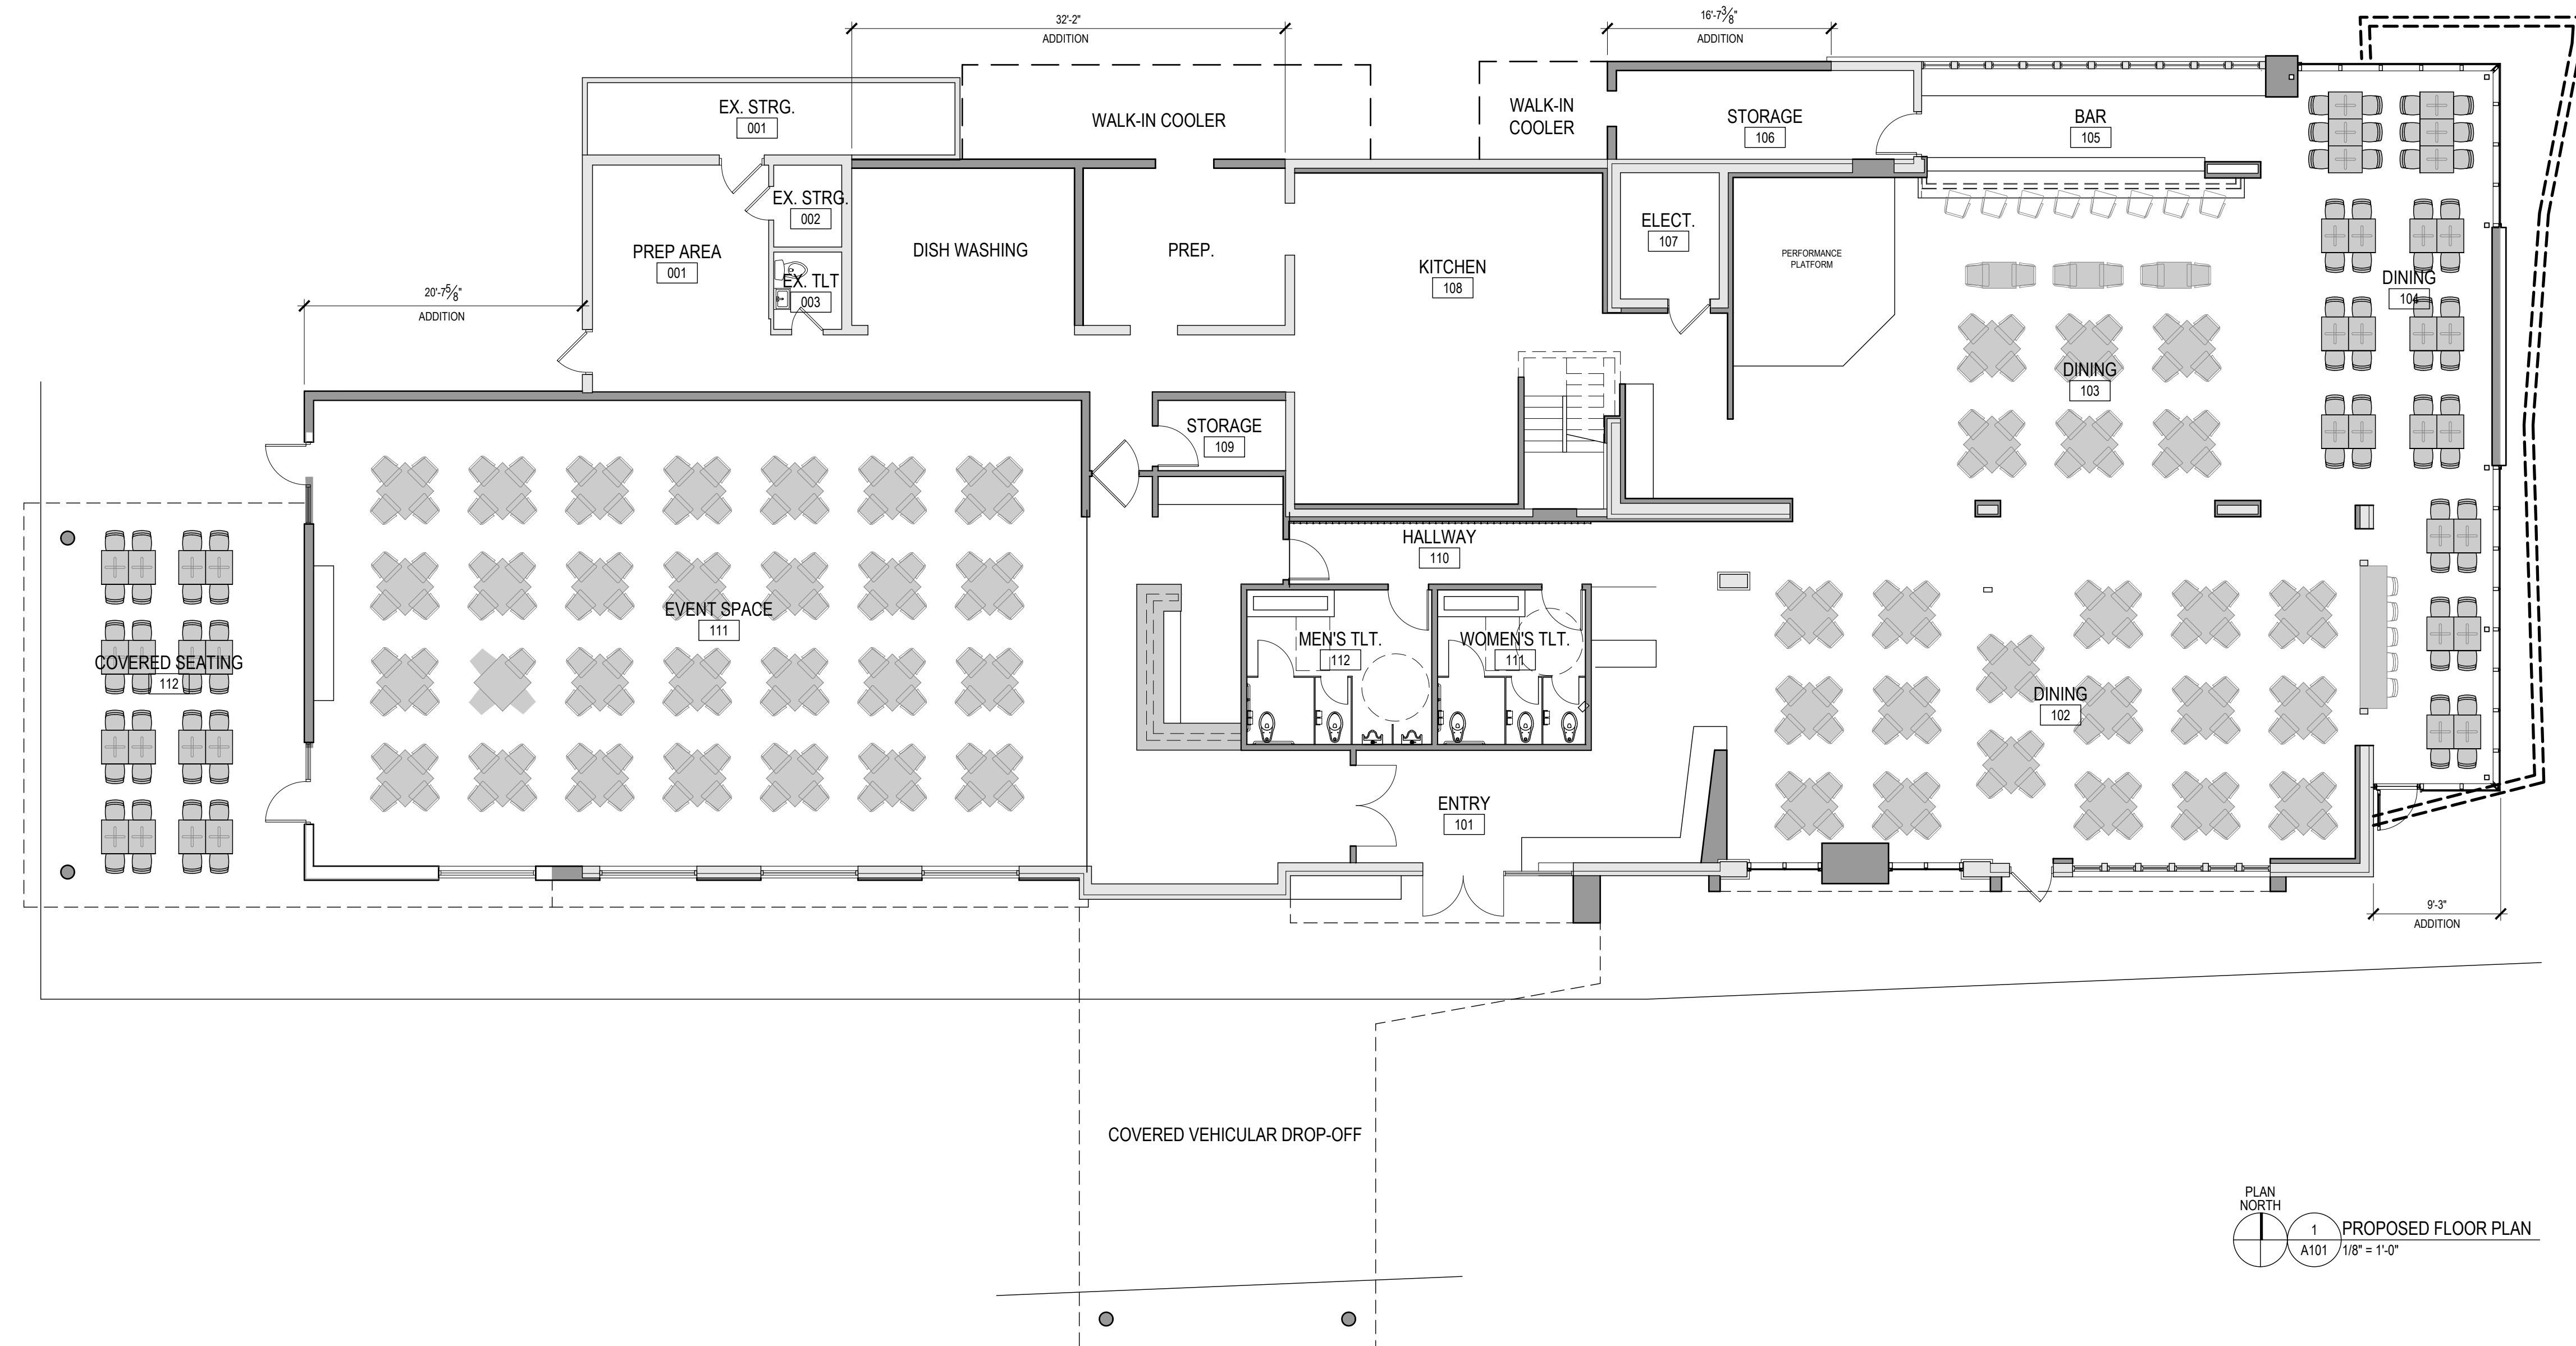 32'-2"
ADDITION
16'-7 3/8"
ADDITION
EX. STRG.
001
WALK-IN COOLER
WALK-IN
COOLER
STORAGE
106
BAR
105
EX. STRG.
002
PREP AREA
001
DISH WASHING
PREP.
ELECT.
107
KITCHEN
108
PERFORMANCE
PLATFORM
EX. TLT
003
DINING
104
20'-7 5/8"
ADDITION
DINING
103
STORAGE
109
HALLWAY
110
EVENT SPACE
111
MEN'S TLT.
112
WOMEN'S TLT.
111
COVERED SEATING
112
DINING
102
ENTRY
101
9'-3"
ADDITION
COVERED VEHICULAR DROP-OFF
PLAN
NORTH
1
A101
PROPOSED FLOOR PLAN
1/8" = 1'-0"